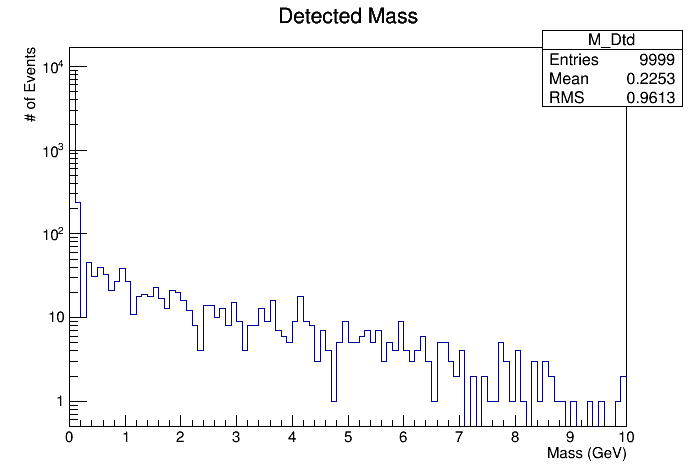 Detected Mass
M_Dtd
Entries 9999
Mean 0.2253
RMS 0.9613
# of Events
10^4
10^3
10^2
10
1
0 1 2 3 4 5 6 7 8 9 10
Mass (GeV)